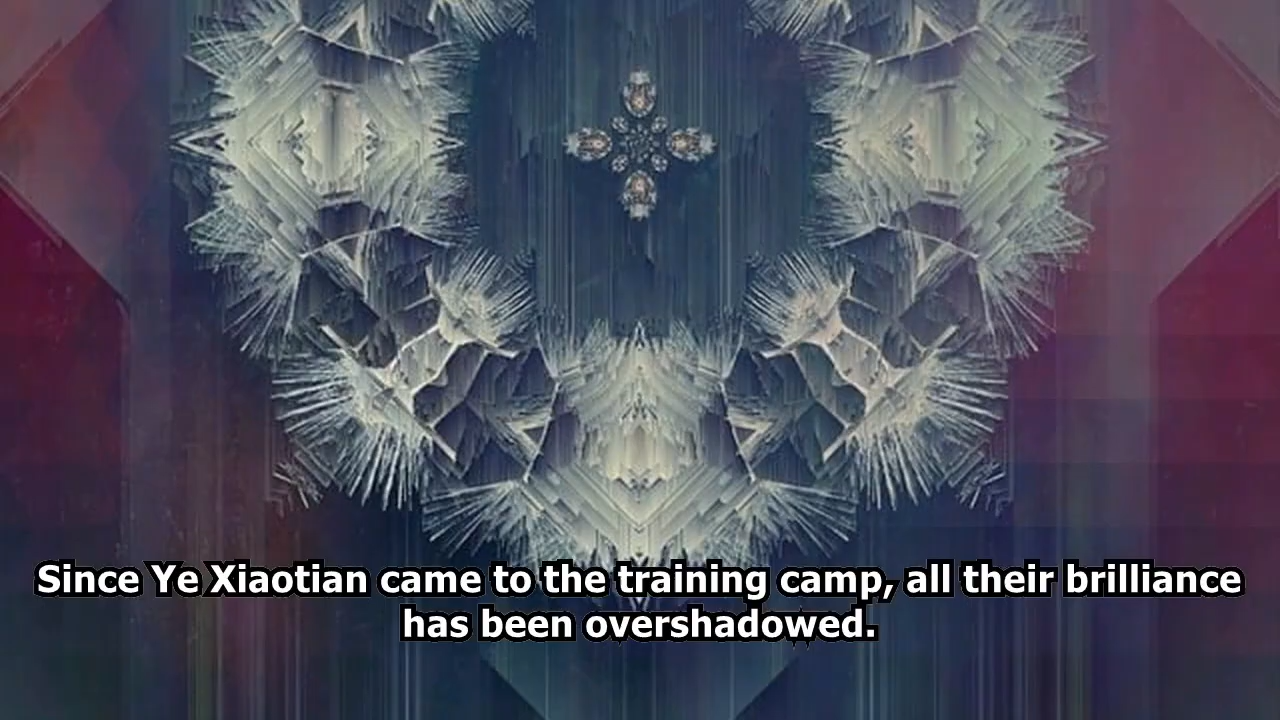 Since Ye Xiaotian came to the training camp, all their brilliance
has been overshadowed.